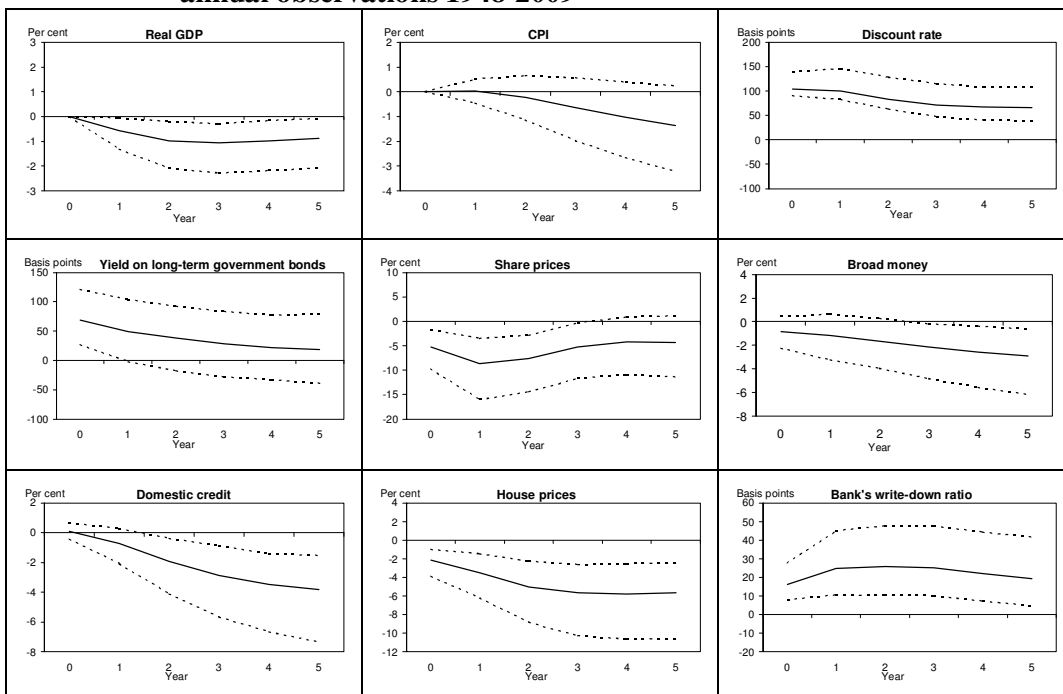 annual observations 1948-2009
Per cent
Real GDP
3
2
1
0
-1
-2
-3
0 1 2 3 4 5
Year
Per cent
CPI
2
1
0
-1
-2
-3
-4
0 1 2 3 4 5
Year
Basis points
Discount rate
200
150
100
50
0
-50
-100
0 1 2 3 4 5
Year
Basis points
Yield on long-term government bonds
150
100
50
0
-50
-100
0 1 2 3 4 5
Year
Per cent
Share prices
10
5
0
-5
-10
-15
-20
0 1 2 3 4 5
Year
Per cent
Broad money
4
2
0
-2
-4
-6
-8
0 1 2 3 4 5
Year
Per cent
Domestic credit
2
0
-2
-4
-6
-8
0 1 2 3 4 5
Year
Per cent
House prices
4
2
0
-2
-4
-6
-8
-10
-12
0 1 2 3 4 5
Year
Basis points
Bank's write-down ratio
60
50
40
30
20
10
0
-10
-20
0 1 2 3 4 5
Year